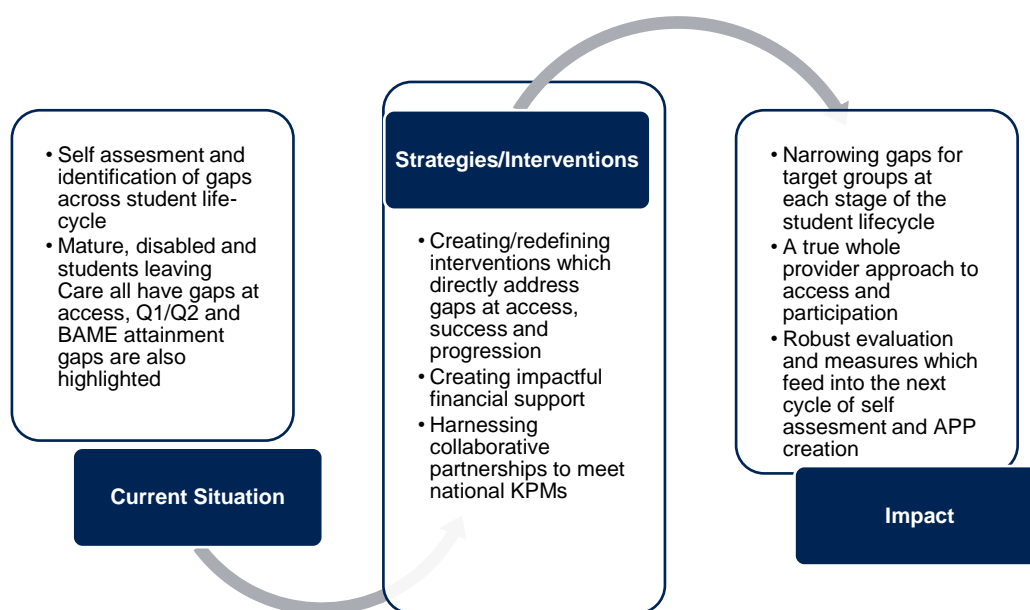 • Self assesment and
identification of gaps
across student life-
cycle
• Mature, disabled and
students leaving
Care all have gaps at
access, Q1/Q2 and
BAME attainment
gaps are also
highlighted
Current Situation
Strategies/Interventions
• Creating/redefining
interventions which
directly address
gaps at access,
success and
progression
• Creating impactful
financial support
• Harnessing
collaborative
partnerships to meet
national KPMs
• Narrowing gaps for
target groups at
each stage of the
student lifecycle
• A true whole
provider approach to
access and
participation
• Robust evaluation
and measures which
feed into the next
cycle of self
assesment and APP
creation
Impact